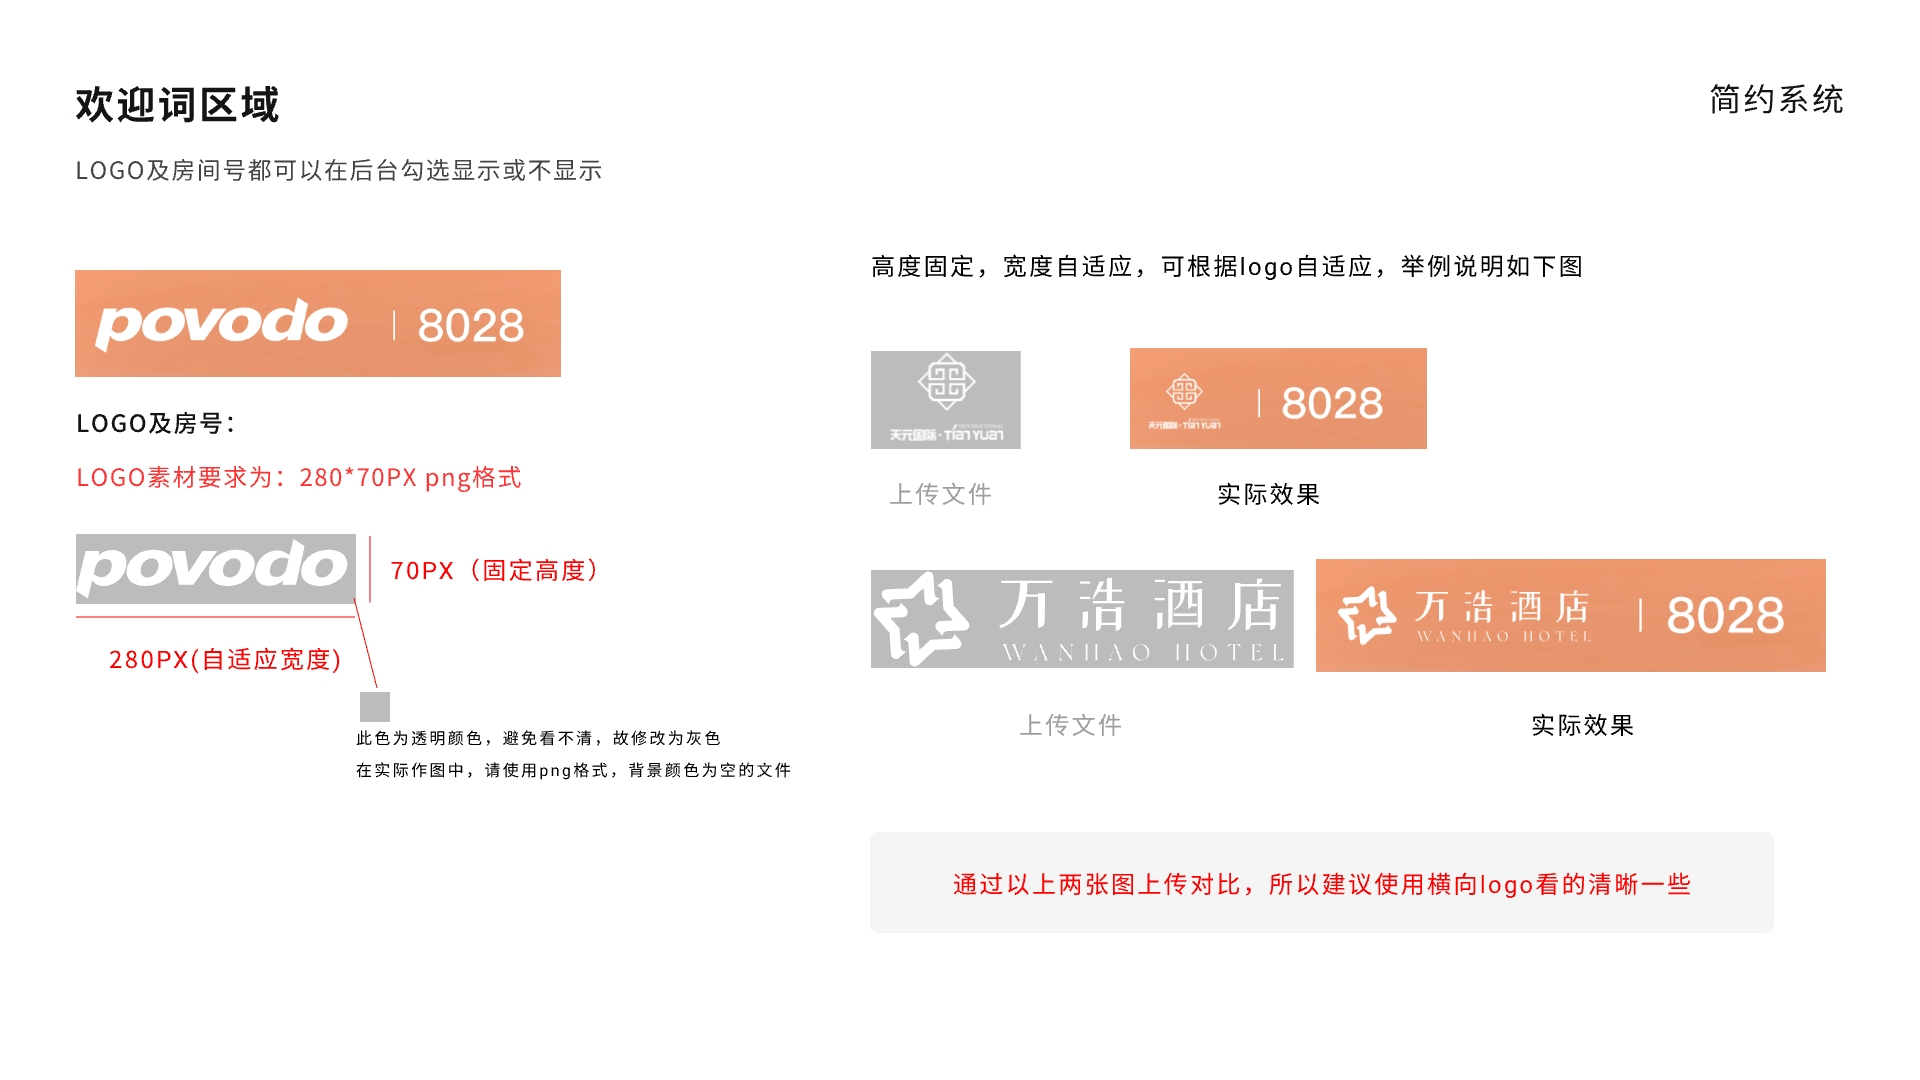 欢迎词区域
简约系统
LOGO及房间号都可以在后台勾选显示或不显示
povodo | 8028
LOGO及房号：
LOGO素材要求为：280*70PX png格式
povodo
70PX（固定高度）
280PX(自适应宽度)
此色为透明颜色，避免看不清，故修改为灰色
在实际作图中，请使用png格式，背景颜色为空的文件
高度固定，宽度自适应，可根据logo自适应，举例说明如下图
INTERNATIONAL
天元国际·TianYuan
INTERNATIONAL
天元国际·TianYuan | 8028
上传文件
实际效果
万浩酒店
WANHAO HOTEL
万浩酒店 | 8028
WANHAO HOTEL
上传文件
实际效果
通过以上两张图上传对比，所以建议使用横向logo看的清晰一些